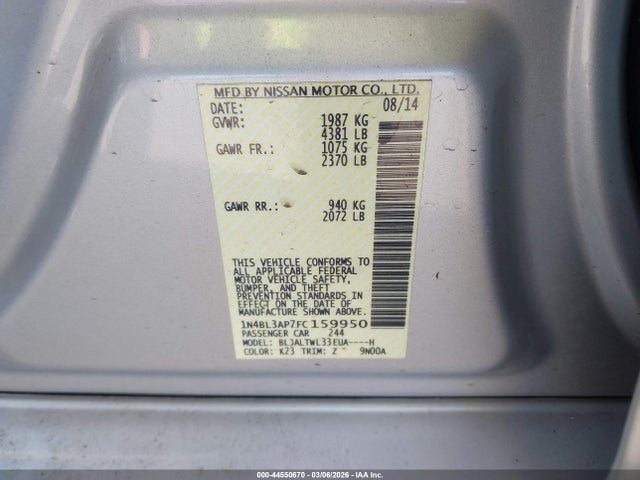 MFD BY NISSAN MOTOR CO., LTD.
DATE: 08/14
GVWR: 1987 KG
4381 LB
GAWR FR.: 1075 KG
2370 LB
GAWR RR.: 940 KG
2072 LB
THIS VEHICLE CONFORMS TO
ALL APPLICABLE FEDERAL
MOTOR VEHICLE SAFETY,
BUMPER, AND THEFT
PREVENTION STANDARDS IN
EFFECT ON THE DATE OF
MANUFACTURE SHOWN ABOVE.
1N4BL3AP7FC159950
PASSENGER CAR 244
MODEL: BLJALTWL33EUA----H
COLOR: K23 TRIM: Z 9N00A
000-44550670 - 03/06/2026 - IAA Inc.